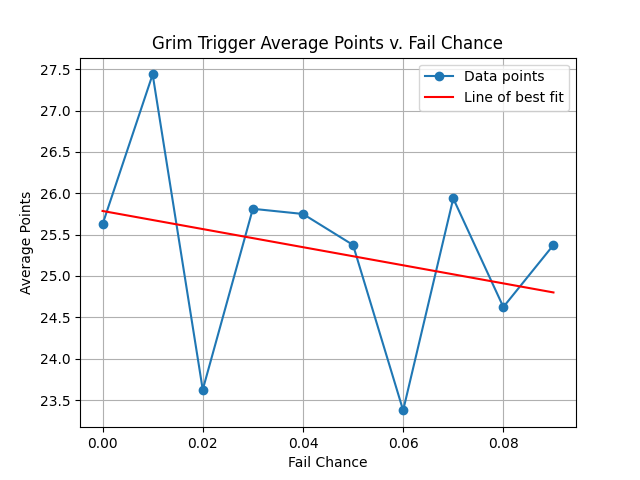 Grim Trigger Average Points v. Fail Chance
Data points
Line of best fit
27.5
27.0
26.5
26.0
25.5
25.0
24.5
24.0
23.5
Average Points
0.00 0.02 0.04 0.06 0.08
Fail Chance